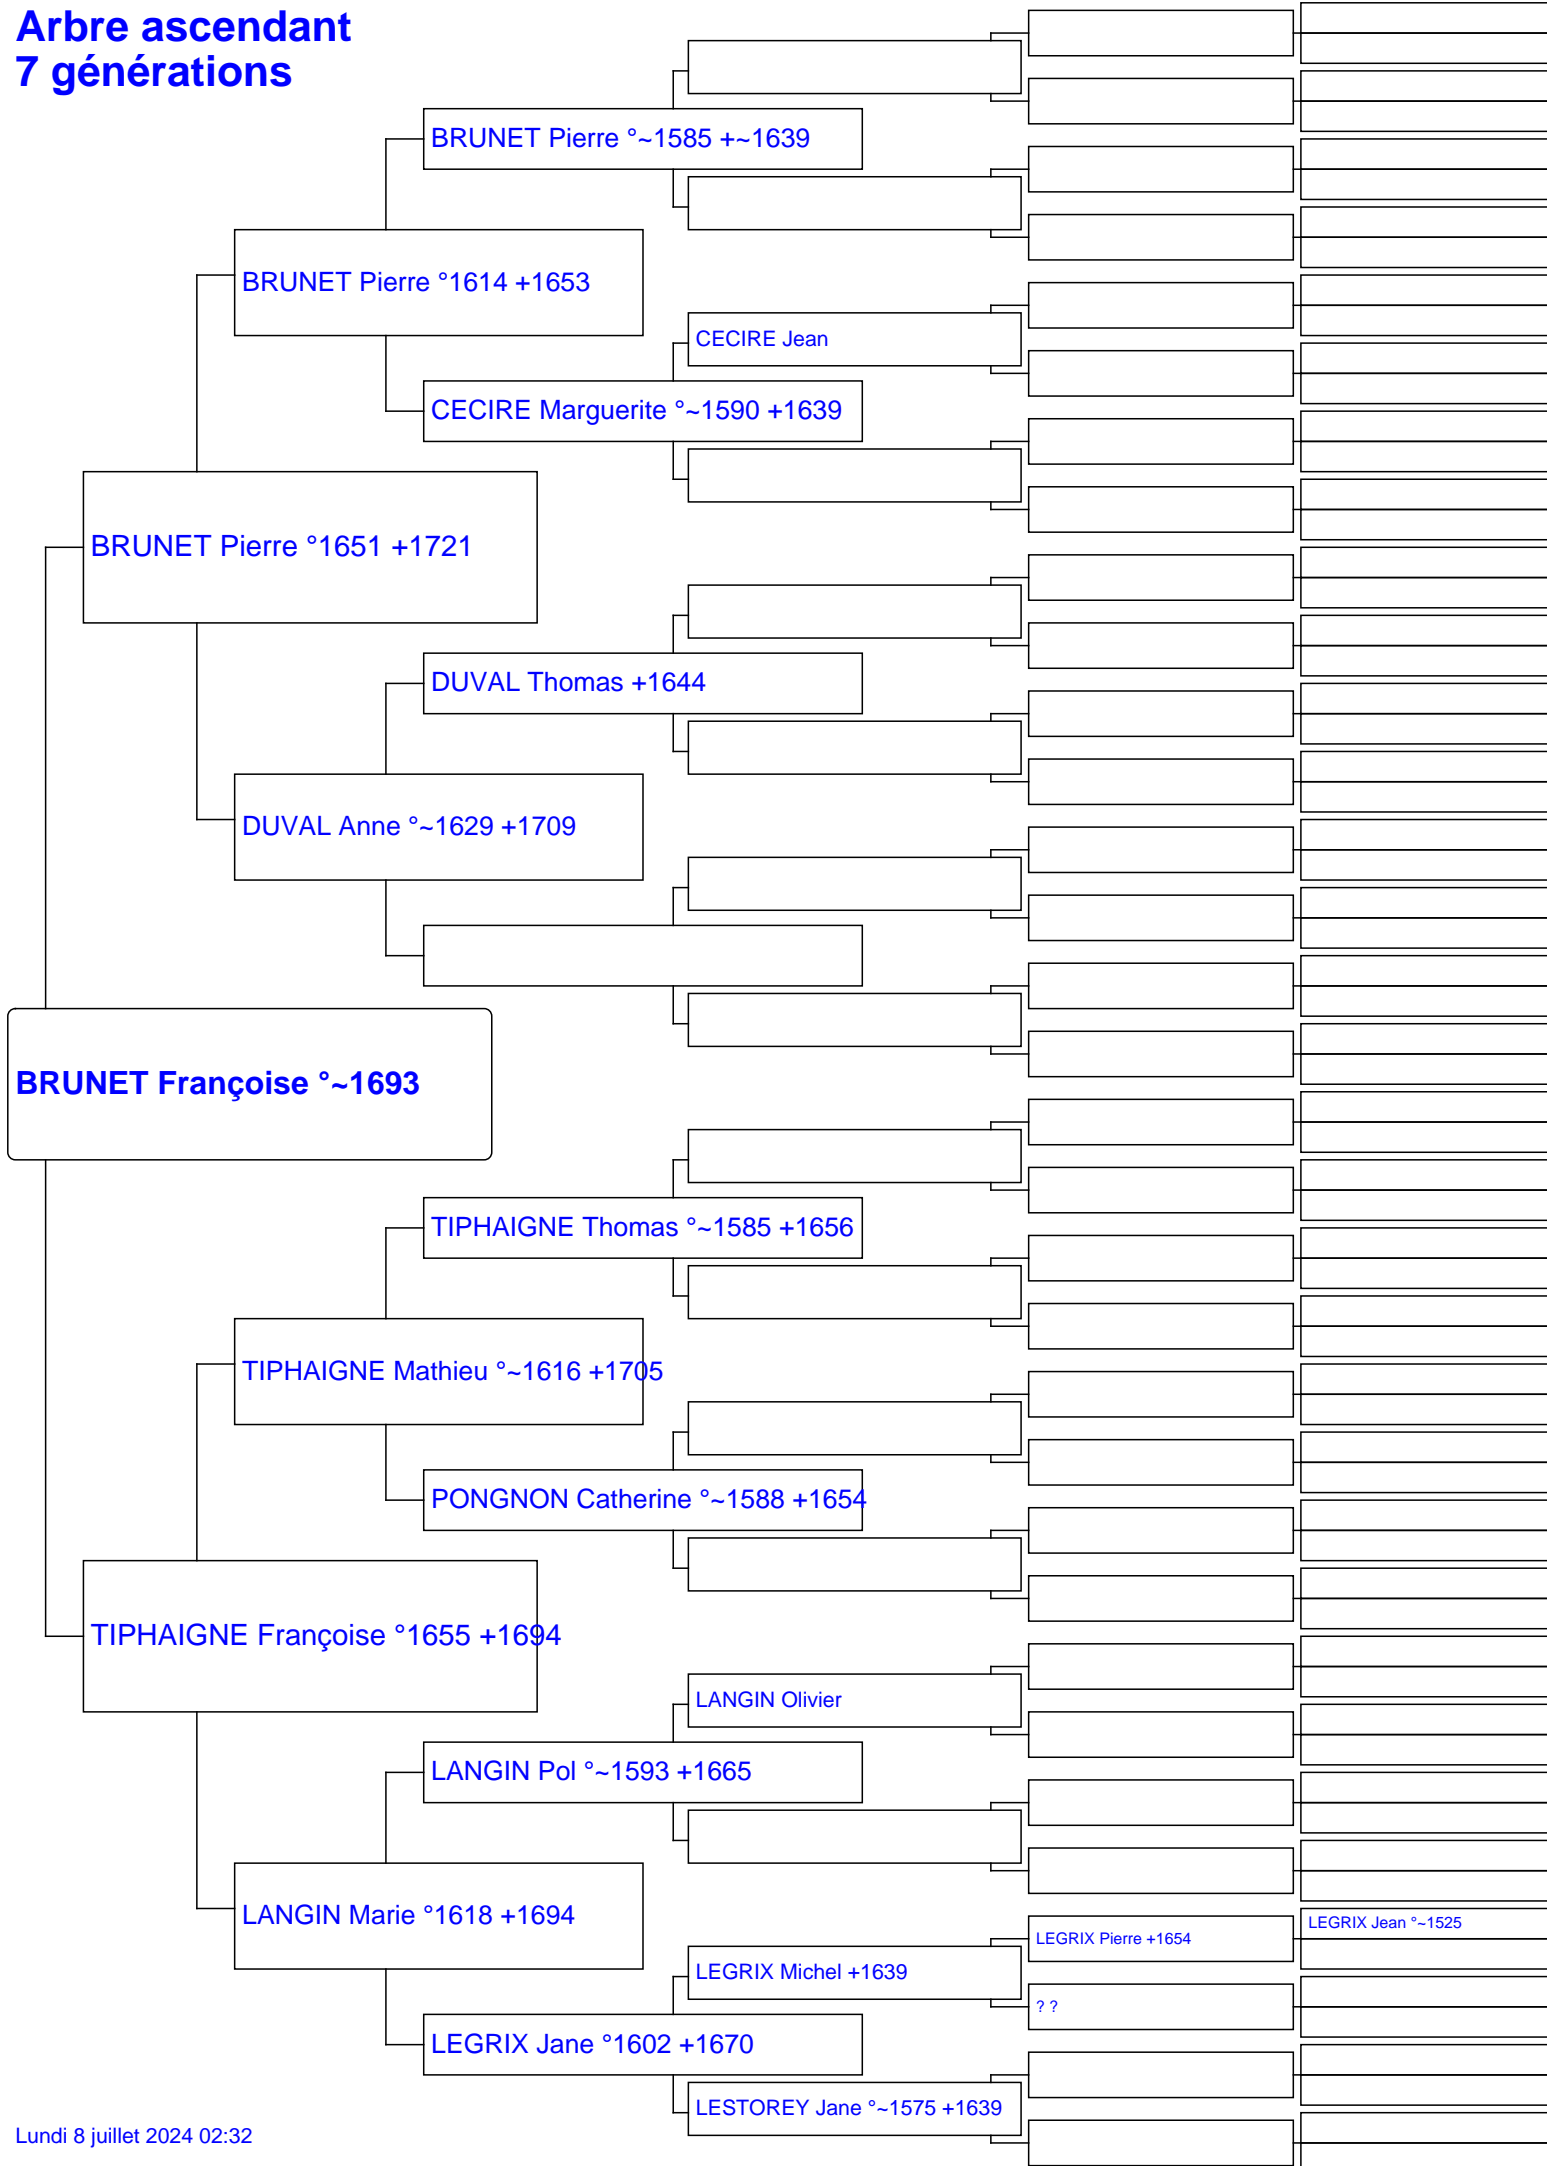 Arbre ascendant
7 générations
BRUNET Pierre °~1585 +~1639
BRUNET Pierre °1614 +1653
CECIRE Jean
CECIRE Marguerite °~1590 +1639
BRUNET Pierre °1651 +1721
DUVAL Thomas +1644
DUVAL Anne °~1629 +1709
BRUNET Françoise °~1693
TIPHAIGNE Thomas °~1585 +1656
TIPHAIGNE Mathieu °~1616 +1705
PONGNON Catherine °~1588 +1654
TIPHAIGNE Françoise °1655 +1694
LANGIN Olivier
LANGIN Pol °~1593 +1665
LANGIN Marie °1618 +1694
LEGRIX Jean °~1525
LEGRIX Pierre +1654
LEGRIX Michel +1639
? ?
LEGRIX Jane °1602 +1670
LESTOREY Jane °~1575 +1639
Lundi 8 juillet 2024 02:32